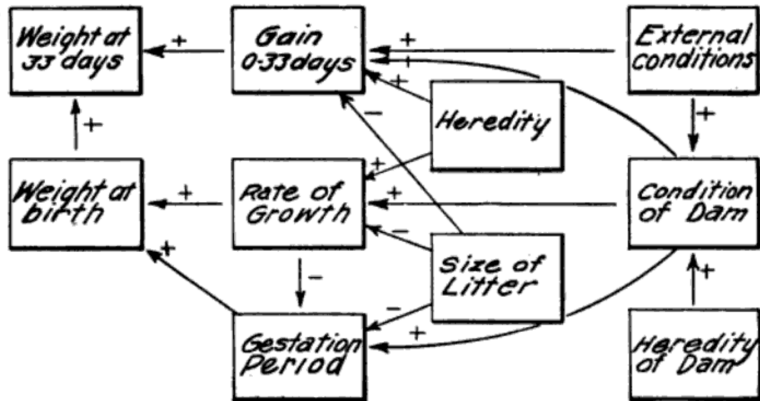 Weight at
33 days
+
Gain
0-33 days
+
+
+
-
External
conditions
+
Heredity
+
+
Weight at
birth
+
Rate of
Growth
+
-
Condition
of Dam
+
-
Size of
Litter
-
+
+
Gestation
Period
Heredity
of Dam